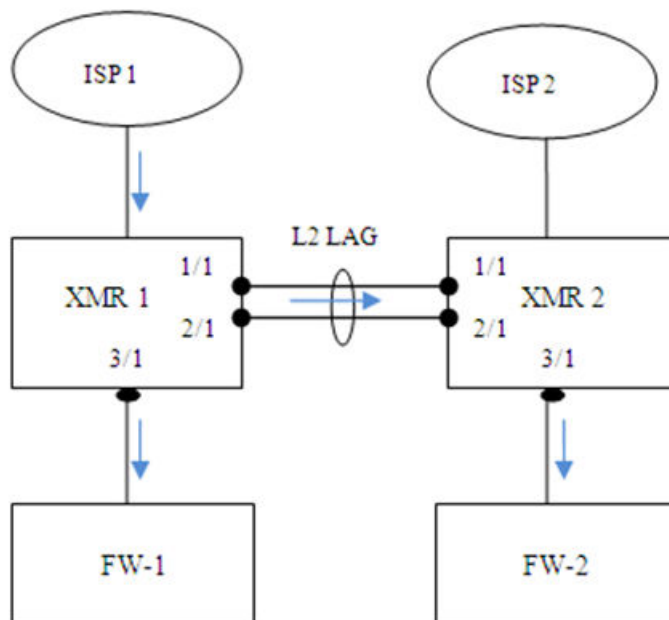 ISP 1
ISP 2
L2 LAG
XMR 1
1/1
2/1
3/1
1/1
XMR 2
2/1
3/1
FW-1
FW-2